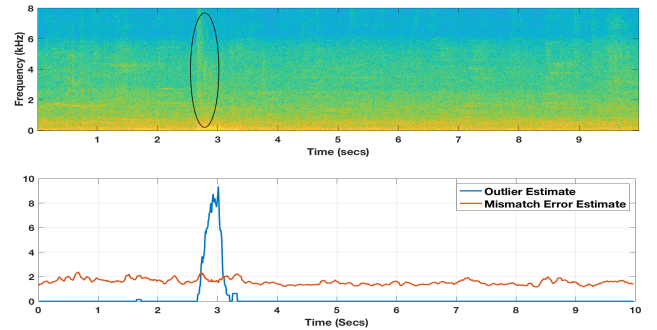 8
6
4
2
0
Frequency (kHz)
1 2 3 4 5 6 7 8 9
Time (secs)
10
8
6
4
2
0
Outlier Estimate
Mismatch Error Estimate
0 1 2 3 4 5 6 7 8 9 10
Time (Secs)